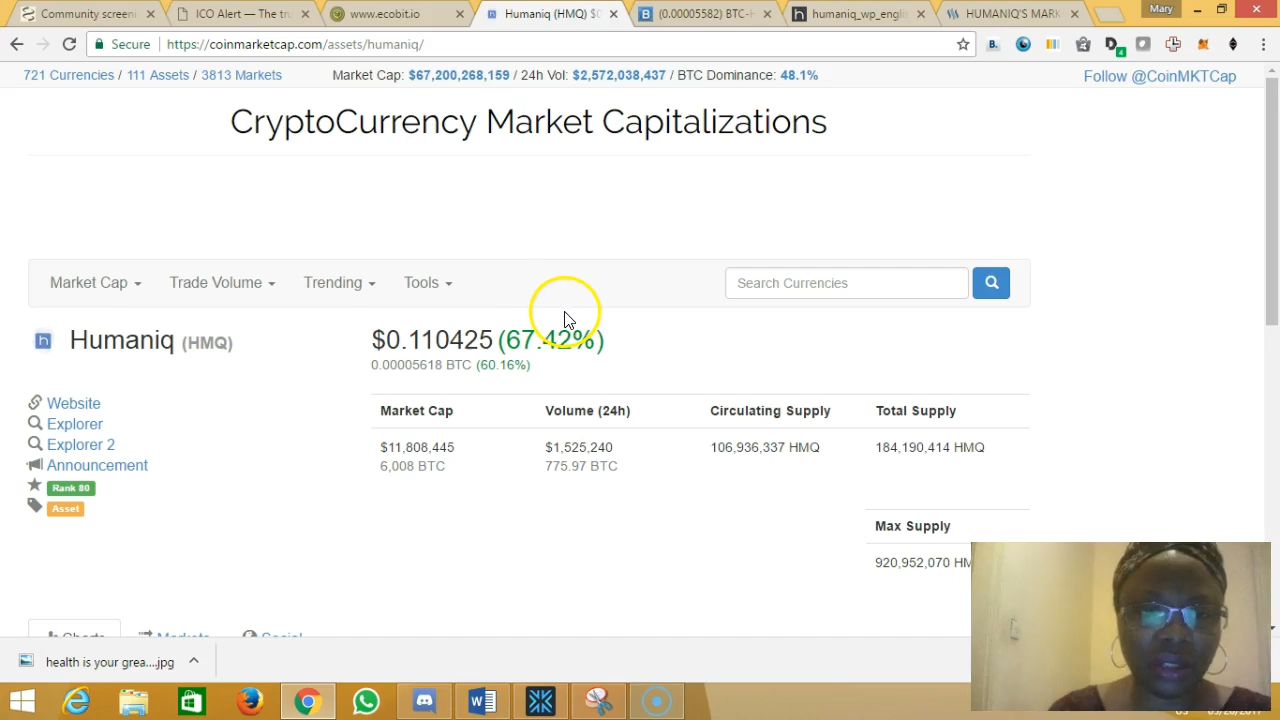 Community screeni
ICO Alert — The tru
www.ecobit.io
Humaniq (HMQ) $0
(0.00005582) BTC-H
humaniq_wp_engli
HUMANIQ'S MARK
Mary
Secure
https://coinmarketcap.com/assets/humaniq/
721 Currencies / 111 Assets / 3813 Markets
Market Cap: $67,200,268,159 / 24h Vol: $2,572,038,437 / BTC Dominance: 48.1%
Follow @CoinMKTCap
CryptoCurrency Market Capitalizations
Market Cap
Trade Volume
Trending
Tools
Search Currencies
Humaniq (HMQ)
$0.110425 (67.42%)
0.00005618 BTC (60.16%)
Website
Explorer
Explorer 2
Announcement
Rank 80
Asset
Market Cap
Volume (24h)
Circulating Supply
Total Supply
$11,808,445
$1,525,240
106,936,337 HMQ
184,190,414 HMQ
6,008 BTC
775.97 BTC
Max Supply
920,952,070 HM
Charts
Markets
Social
health is your grea....jpg